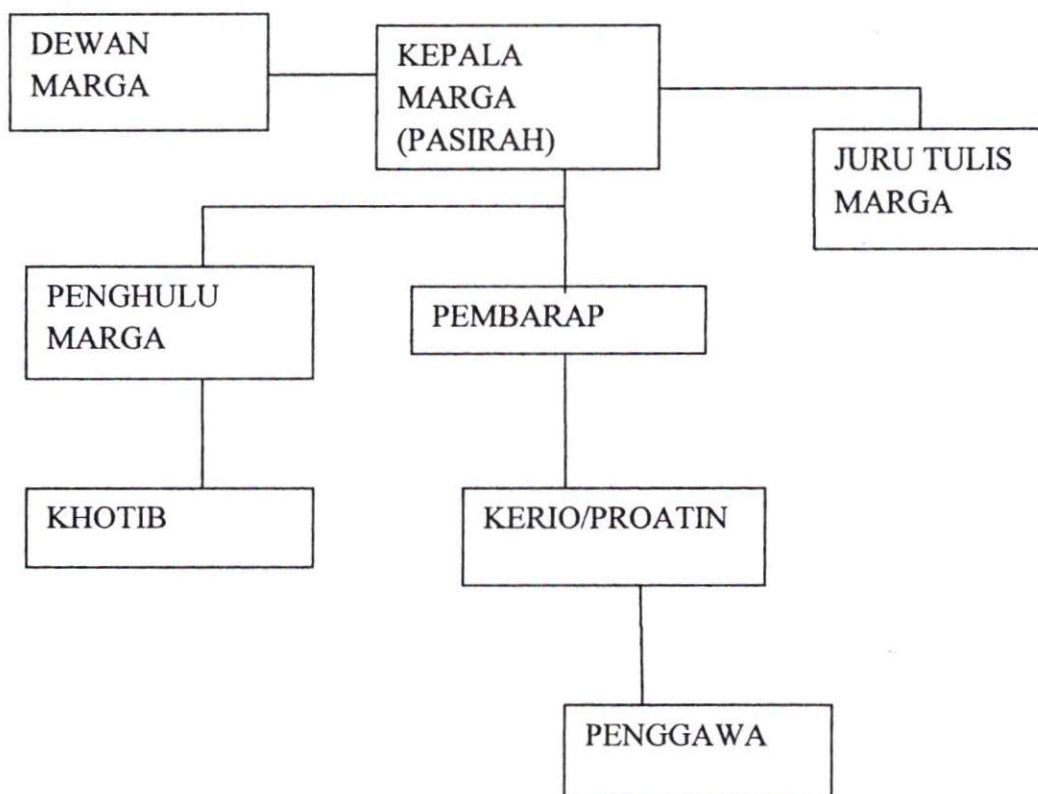 DEWAN
MARGA
KEPALA
MARGA
(PASIRAH)
JURU TULIS
MARGA
PENGHULU
MARGA
PEMBARAP
KHOTIB
KERIO/PROATIN
PENGGAWA